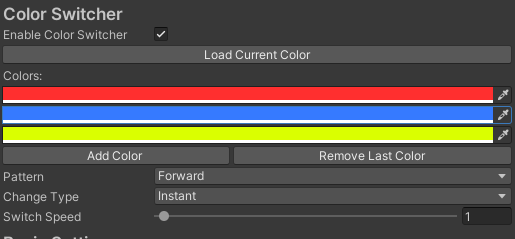 Color Switcher
Enable Color Switcher
Load Current Color
Colors:
Add Color Remove Last Color
Pattern Forward
Change Type Instant
Switch Speed 1